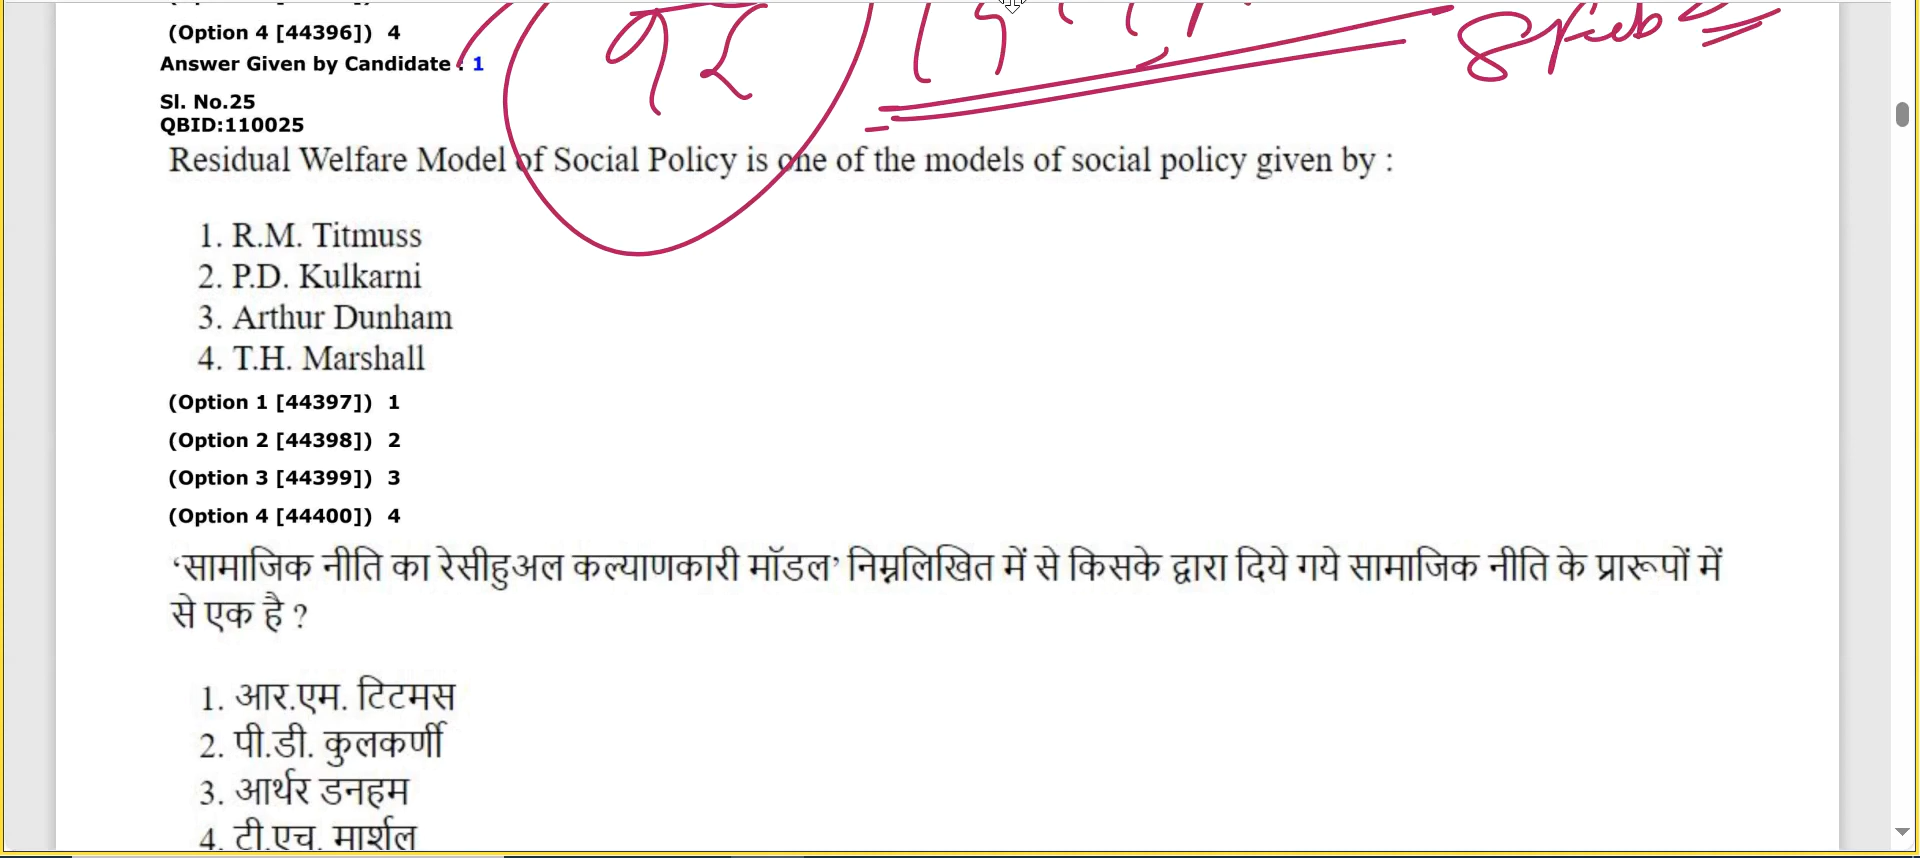 (Option 4 [44396]) 4
Answer Given by Candidate : 1
Sl. No.25
QBID:110025
Residual Welfare Model of Social Policy is one of the models of social policy given by :
1. R.M. Titmuss
2. P.D. Kulkarni
3. Arthur Dunham
4. T.H. Marshall
(Option 1 [44397]) 1
(Option 2 [44398]) 2
(Option 3 [44399]) 3
(Option 4 [44400]) 4
‘सामाजिक नीति का रेसीहुअल कल्याणकारी मॉडल’ निम्नलिखित में से किसके द्वारा दिये गये सामाजिक नीति के प्रारूपों में
से एक है ?
1. आर.एम. टिटमस
2. पी.डी. कुलकर्णी
3. आर्थर डनहम
4. टी.एच. मार्शल